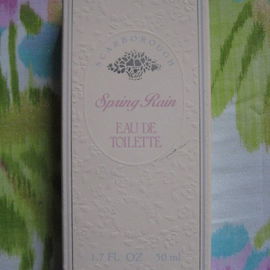 SCARBOROUGH
Spring Rain
EAU DE
TOILETTE
1.7 FL OZ 50 ml